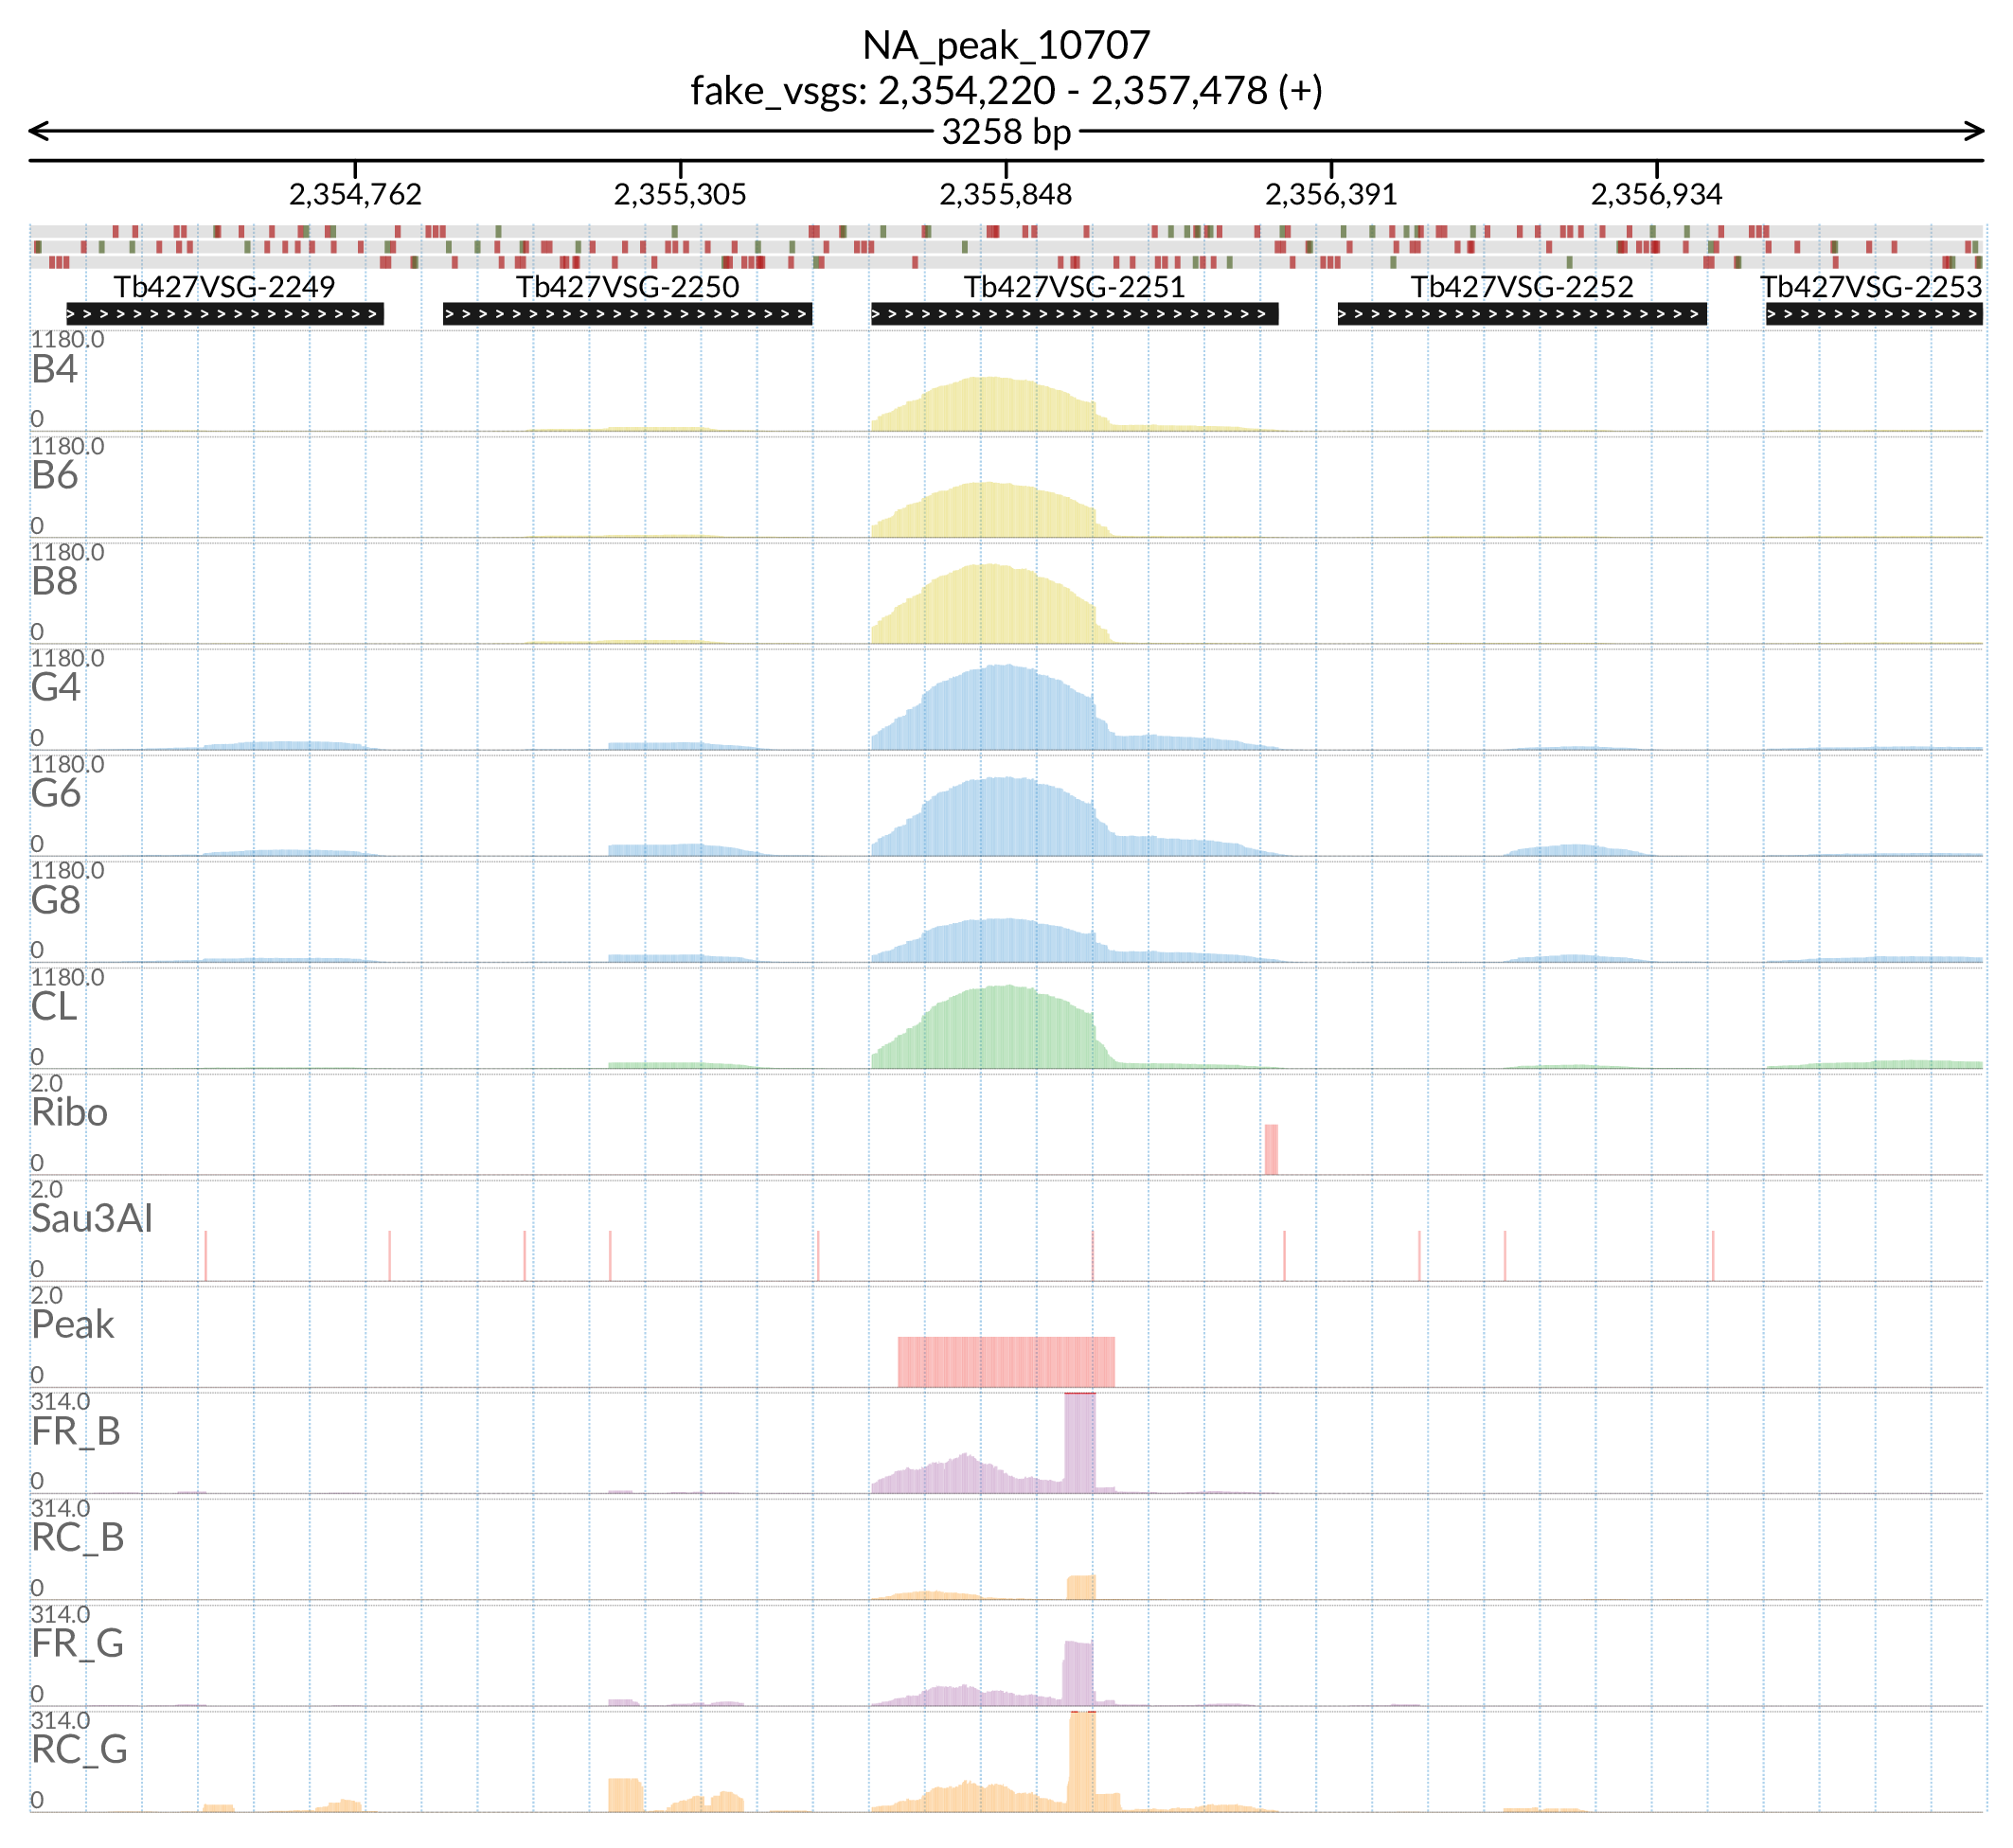 NA_peak_10707
fake_vsgs: 2,354,220 - 2,357,478 (+)
3258 bp
2,354,762 2,355,305 2,355,848 2,356,391 2,356,934
Tb427VSG-2249 Tb427VSG-2250 Tb427VSG-2251 Tb427VSG-2252 Tb427VSG-2253
1180.0
B4
0
1180.0
B6
0
1180.0
B8
0
1180.0
G4
0
1180.0
G6
0
1180.0
G8
0
1180.0
CL
0
2.0
Ribo
0
2.0
Sau3AI
0
2.0
Peak
0
314.0
FR_B
0
314.0
RC_B
0
314.0
FR_G
0
314.0
RC_G
0